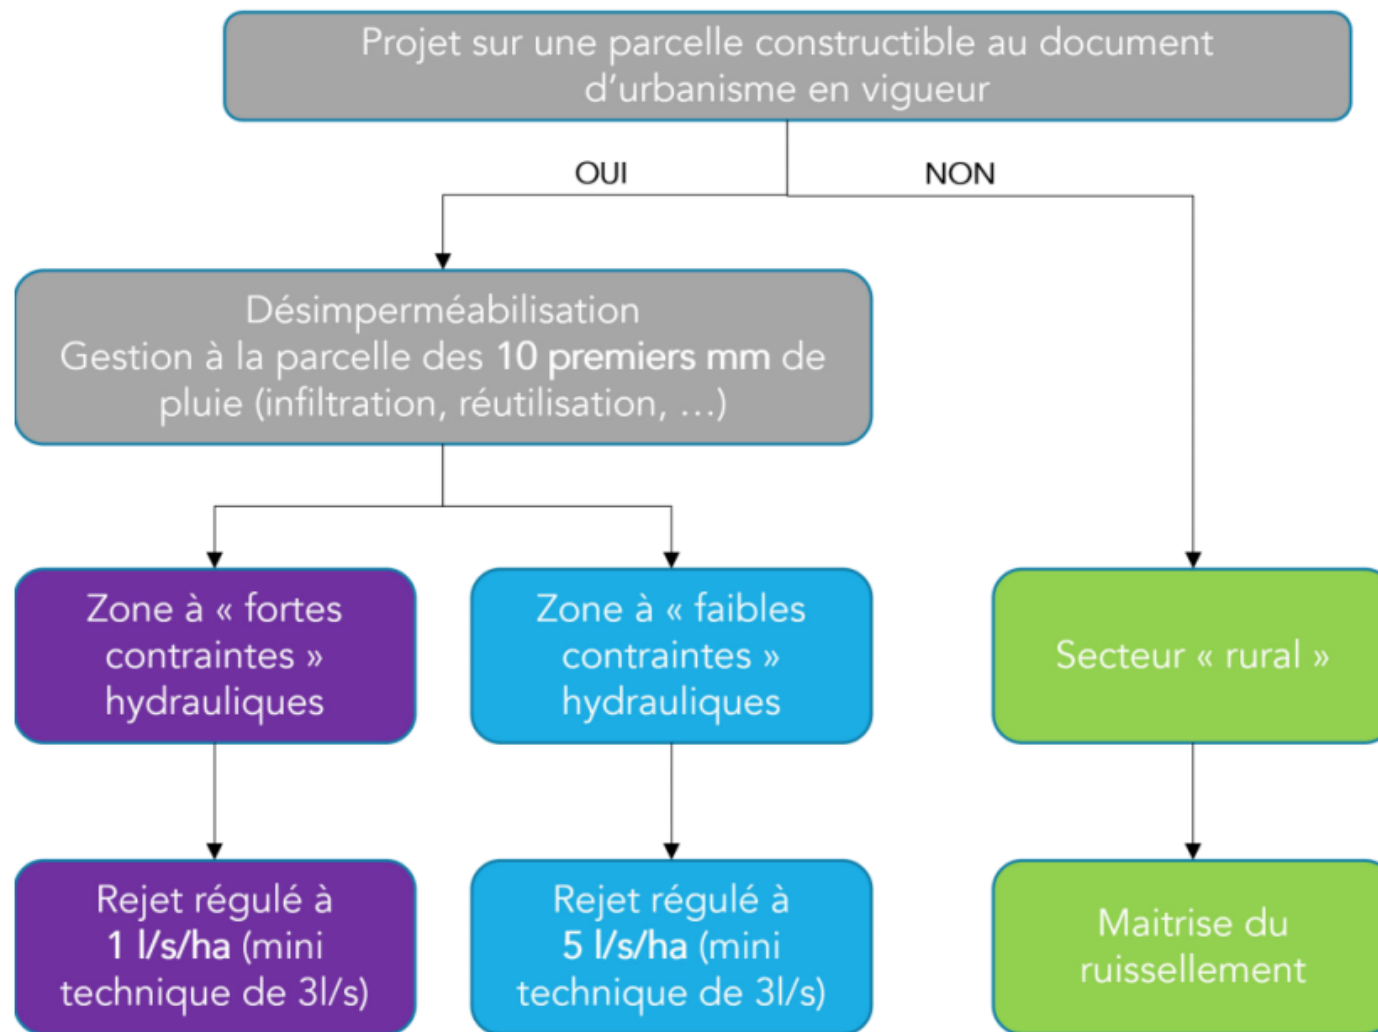 Projet sur une parcelle constructible au document
d’urbanisme en vigueur
OUI
NON
Désimperméabilisation
Gestion à la parcelle des 10 premiers mm de
pluie (infiltration, réutilisation, …)
Zone à « fortes
contraintes »
hydrauliques
Zone à « faibles
contraintes »
hydrauliques
Secteur « rural »
Rejet régulé à
1 l/s/ha (mini
technique de 3l/s)
Rejet régulé à
5 l/s/ha (mini
technique de 3l/s)
Maitrise du
ruissellement